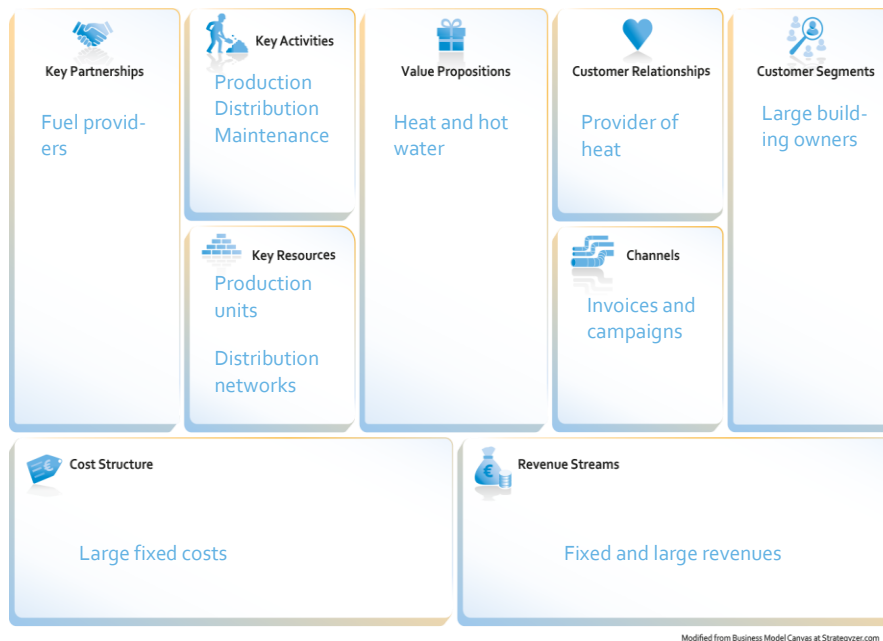 Key Partnerships
Fuel provid-
ers
Key Activities
Production
Distribution
Maintenance
Key Resources
Production
units
Distribution
networks
Value Propositions
Heat and hot
water
Customer Relationships
Provider of
heat
Channels
Invoices and
campaigns
Customer Segments
Large build-
ing owners
Cost Structure
€
Large fixed costs
Revenue Streams
€
Fixed and large revenues
Modified from Business Model Canvas at Strategyzer.com